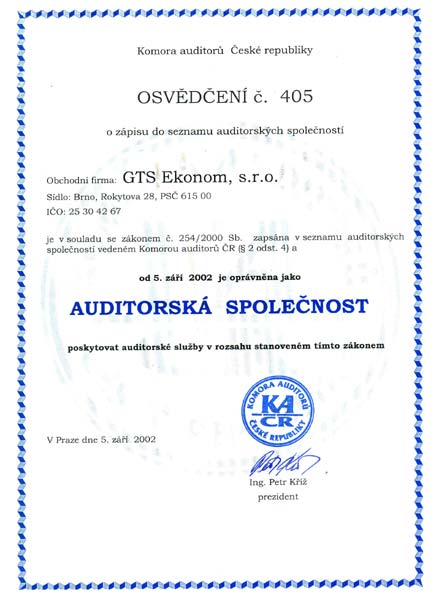 Komora auditorů České republiky
OSVĚDČENÍ č. 405
o zápisu do seznamu auditorských společností
Obchodní firma: GTS Ekonom, s.r.o.
Sídlo: Brno, Rokytova 28, PSČ 615 00
IČO: 25 30 42 67
je v souladu se zákonem č. 254/2000 Sb. zapsána v seznamu auditorských
společností vedeném Komorou auditorů ČR (§ 2 odst. 4) a
od 5. září 2002 je oprávněna jako
AUDITORSKÁ SPOLEČNOST
poskytovat auditorské služby v rozsahu stanoveném tímto zákonem
KOMORA AUDITORŮ
KA
ČR
ČESKÉ REPUBLIKY
V Praze dne 5. září 2002
Ing. Petr Kříž
prezident